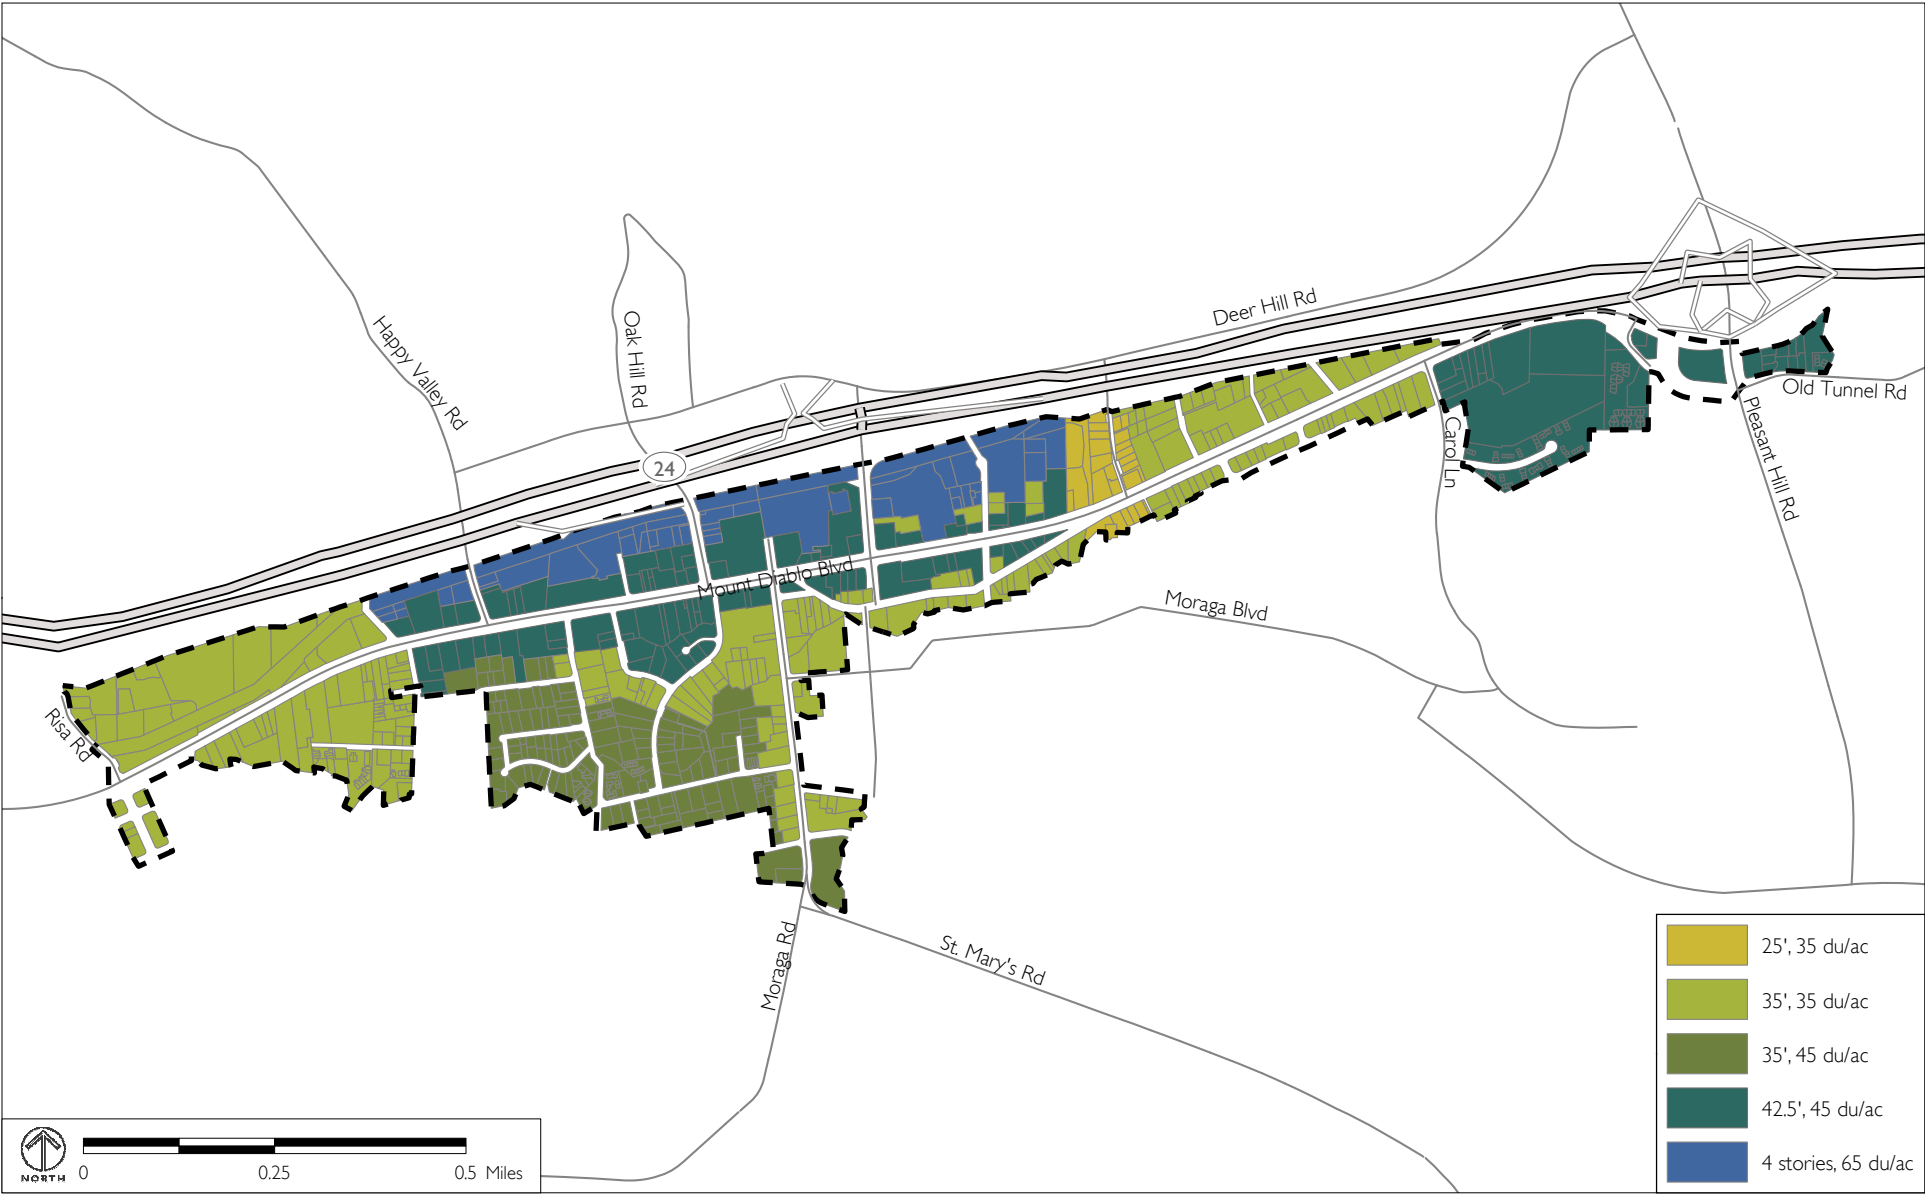 Deer Hill Rd
Oak Hill Rd
Happy Valley Rd
Old Tunnel Rd
Pleasant Hill Rd
Carol Ln
24
Mount Diablo Blvd
Moraga Blvd
Risa Rd
Moraga Rd
St. Mary's Rd
25', 35 du/ac
35', 35 du/ac
35', 45 du/ac
42.5', 45 du/ac
4 stories, 65 du/ac
NORTH
0 0.25 0.5 Miles